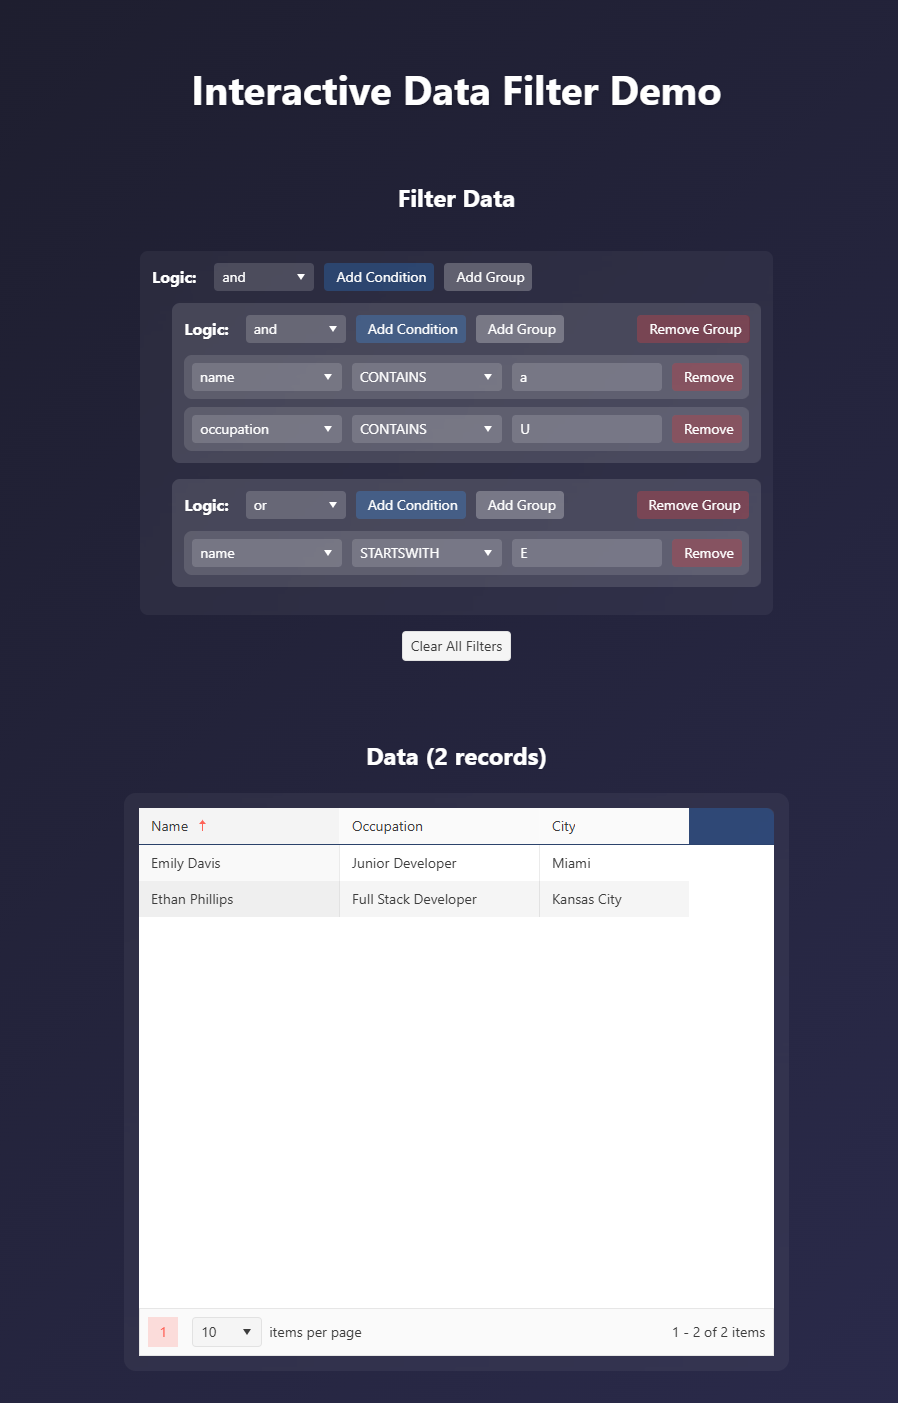 Interactive Data Filter Demo
Filter Data
Logic: and Add Condition Add Group
Logic: and Add Condition Add Group Remove Group
name CONTAINS a Remove
occupation CONTAINS U Remove
Logic: or Add Condition Add Group Remove Group
name STARTSWITH E Remove
Clear All Filters
Data (2 records)
Name ↑ Occupation City
Emily Davis Junior Developer Miami
Ethan Phillips Full Stack Developer Kansas City
1 10 items per page 1 - 2 of 2 items